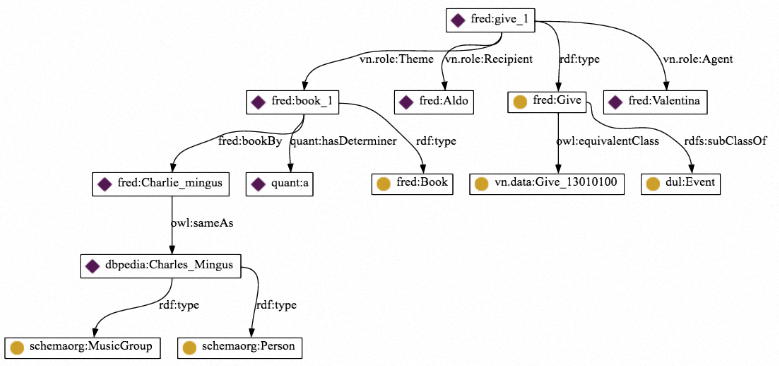 fred:give_1
vn.role:Theme
vn.role:Recipient
rdf:type
vn.role:Agent
fred:book_1
fred:Aldo
fred:Give
fred:Valentina
fred:bookBy
quant:hasDeterminer
rdf:type
owl:equivalentClass
rdfs:subClassOf
fred:Charlie_mingus
quant:a
fred:Book
vn.data:Give_13010100
dul:Event
owl:sameAs
dbpedia:Charles_Mingus
rdf:type
rdf:type
schemaorg:MusicGroup
schemaorg:Person